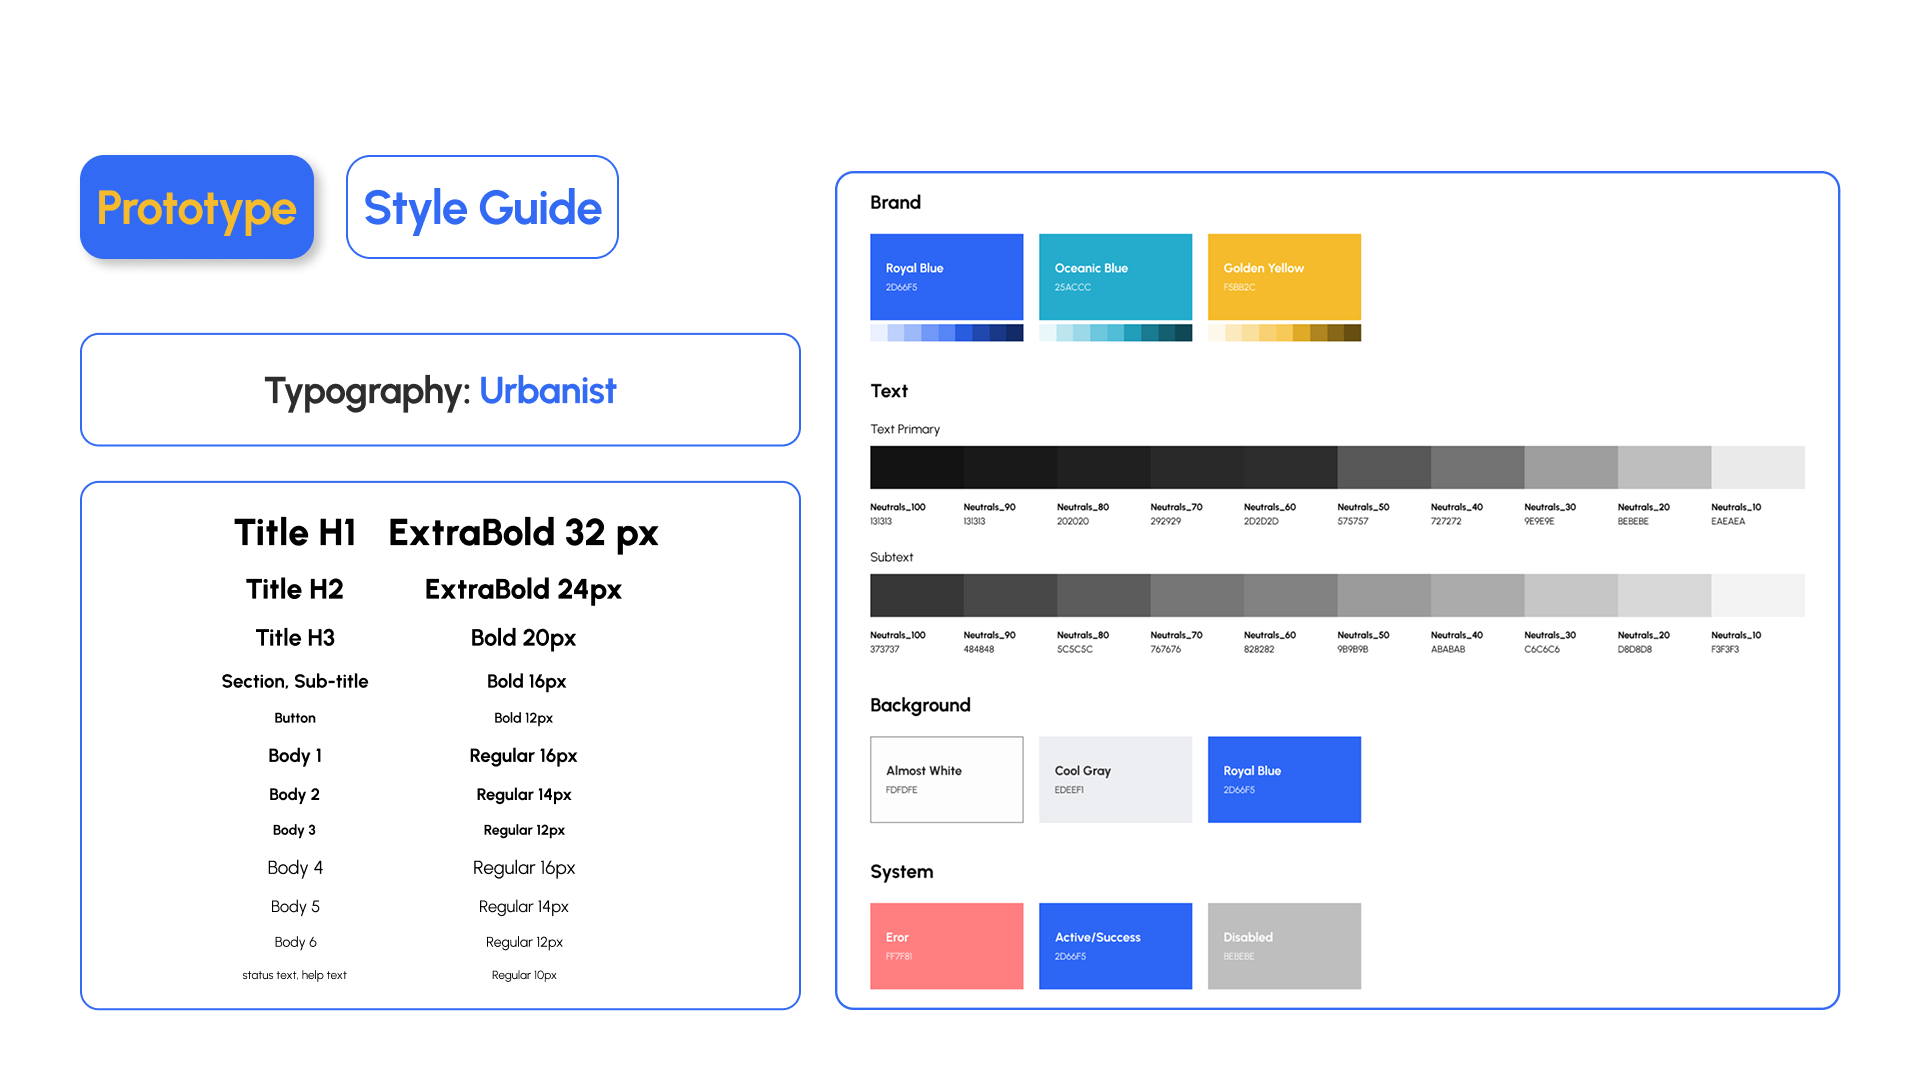 Prototype
Style Guide
Typography: Urbanist
Title H1 ExtraBold 32 px
Title H2 ExtraBold 24px
Title H3 Bold 20px
Section, Sub-title Bold 16px
Button Bold 12px
Body 1 Regular 16px
Body 2 Regular 14px
Body 3 Regular 12px
Body 4 Regular 16px
Body 5 Regular 14px
Body 6 Regular 12px
status text, help text Regular 10px
Brand
Royal Blue Oceanic Blue Golden Yellow
2D66F5 25ACCC F5BB2C
Text
Text Primary
Neutrals_100 Neutrals_90 Neutrals_80 Neutrals_70 Neutrals_60 Neutrals_50 Neutrals_40 Neutrals_30 Neutrals_20 Neutrals_10
131313 131313 202020 292929 2D2D2D 575757 727272 9E9E9E BEBEBE EAEAEA
Subtext
Neutrals_100 Neutrals_90 Neutrals_80 Neutrals_70 Neutrals_60 Neutrals_50 Neutrals_40 Neutrals_30 Neutrals_20 Neutrals_10
373737 484848 5C5C5C 767676 828282 9B9B9B ABABAB C6C6C6 D8D8D8 F3F3F3
Background
Almost White Cool Gray Royal Blue
FDFDFE EDEEF1 2D66F5
System
Eror Active/Success Disabled
FF7F81 2D66F5 BEBEBE